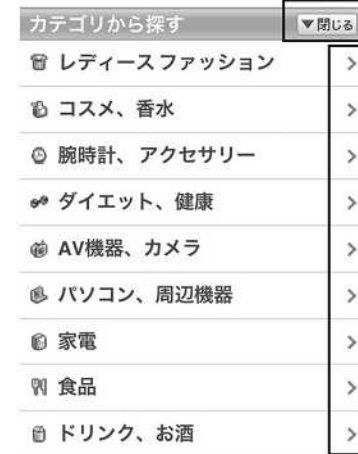 カテゴリから探す ▼閉じる
レディースファッション
コスメ、香水
腕時計、アクセサリー
ダイエット、健康
AV機器、カメラ
パソコン、周辺機器
家電
食品
ドリンク、お酒